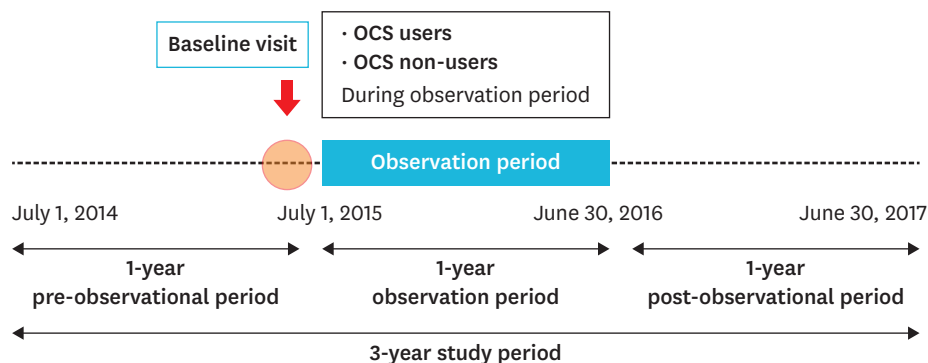 Baseline visit
· OCS users
· OCS non-users
During observation period
Observation period
July 1, 2014
July 1, 2015
June 30, 2016
June 30, 2017
1-year
pre-observational period
1-year
observation period
1-year
post-observational period
3-year study period